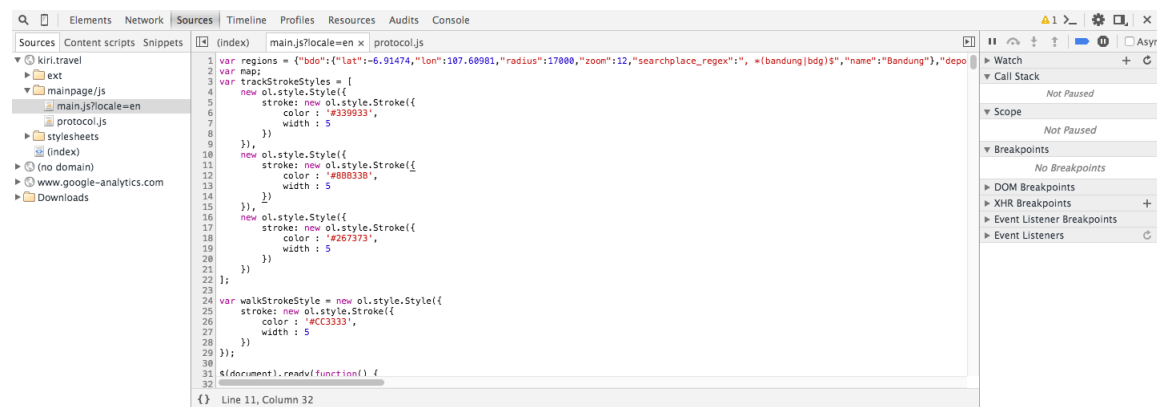 Elements Network Sources Timeline Profiles Resources Audits Console 1
Sources Content scripts Snippets (index) main.js?locale=en × protocol.js
kiri.travel
ext
mainpage/js
main.js?locale=en
protocol.js
stylesheets
(index)
(no domain)
www.google-analytics.com
Downloads
1 var regions = {"bdo":{"lat":-6.91474,"lon":107.60981,"radius":17000,"zoom":12,"searchplace_regex":", *(bandung|bdg)$","name":"Bandung"},"depo
2 var map;
3 var trackStrokeStyles = [
4 new ol.style.Style({
5 stroke: new ol.style.Stroke({
6 color : '#339933',
7 width : 5
8 })
9 }),
10 new ol.style.Style({
11 stroke: new ol.style.Stroke({
12 color : '#8BB33B',
13 width : 5
14 })
15 }),
16 new ol.style.Style({
17 stroke: new ol.style.Stroke({
18 color : '#267373',
19 width : 5
20 })
21 })
22 ];
23
24 var walkStrokeStyle = new ol.style.Style({
25 stroke: new ol.style.Stroke({
26 color : '#CC3333',
27 width : 5
28 })
29 });
30
31 $(document).ready(function() {
32
{} Line 11, Column 32
Asyn
Watch
Call Stack
Not Paused
Scope
Not Paused
Breakpoints
No Breakpoints
DOM Breakpoints
XHR Breakpoints
Event Listener Breakpoints
Event Listeners